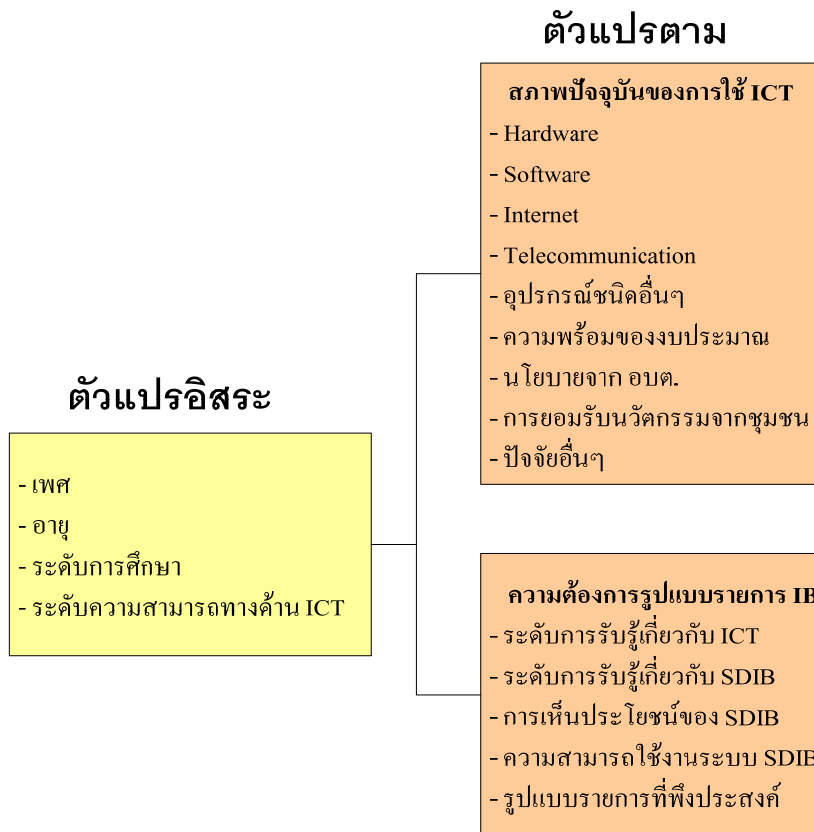 ตัวแปรตาม
สภาพปัจจุบันของการใช้ ICT
- Hardware
- Software
- Internet
- Telecommunication
- อุปกรณ์ชนิดอื่นๆ
- ความพร้อมของงบประมาณ
- นโยบายจาก อบต.
- การยอมรับนวัตกรรมจากชุมชน
- ปัจจัยอื่นๆ
ตัวแปรอิสระ
- เพศ
- อายุ
- ระดับการศึกษา
- ระดับความสามารถทางด้าน ICT
ความต้องการรูปแบบรายการ IB
- ระดับการรับรู้เกี่ยวกับ ICT
- ระดับการรับรู้เกี่ยวกับ SDIB
- การเห็นประโยชน์ของ SDIB
- ความสามารถใช้งานระบบ SDIB
- รูปแบบรายการที่พึงประสงค์